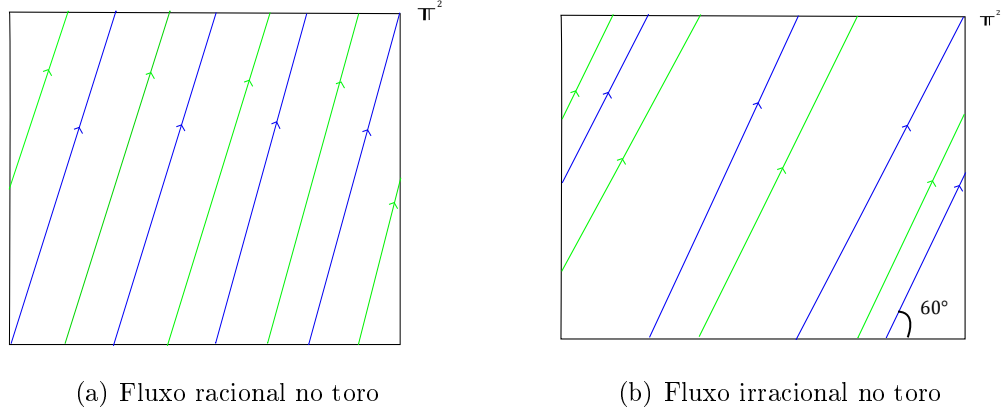 𝕋²
𝕋²
60°
(a) Fluxo racional no toro
(b) Fluxo irracional no toro